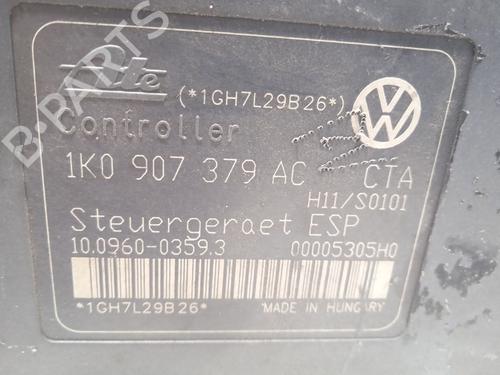 Ate
(*1GH7L29B26*)
Controller
1K0 907 379 AC CTA
H11/S0101
Steuergeraet ESP
10.0960-0359.3 00005305H0
*1GH7L29B26* MADE IN HUNGARY
B-PARTS